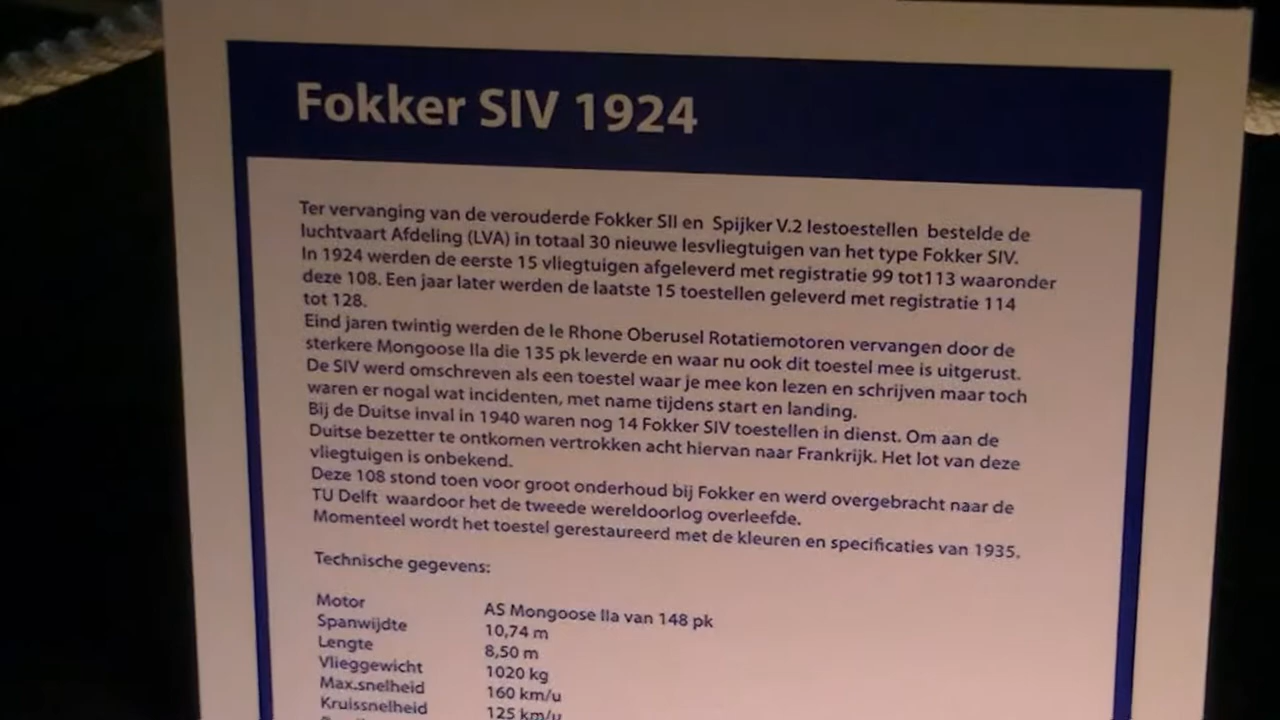 Fokker SIV 1924
Ter vervanging van de verouderde Fokker SII en Spijker V.2 lestoestellen bestelde de
luchtvaart Afdeling (LVA) in totaal 30 nieuwe lesvliegtuigen van het type Fokker SIV.
In 1924 werden de eerste 15 vliegtuigen afgeleverd met registratie 99 tot113 waaronder
deze 108. Een jaar later werden de laatste 15 toestellen geleverd met registratie 114
tot 128.
Eind jaren twintig werden de le Rhone Oberusel Rotatiemotoren vervangen door de
sterkere Mongoose IIa die 135 pk leverde en waar nu ook dit toestel mee is uitgerust.
De SIV werd omschreven als een toestel waar je mee kon lezen en schrijven maar toch
waren er nogal wat incidenten, met name tijdens start en landing.
Bij de Duitse inval in 1940 waren nog 14 Fokker SIV toestellen in dienst. Om aan de
Duitse bezetter te ontkomen vertrokken acht hiervan naar Frankrijk. Het lot van deze
vliegtuigen is onbekend.
Deze 108 stond toen voor groot onderhoud bij Fokker en werd overgebracht naar de
TU Delft waardoor het de tweede wereldoorlog overleefde.
Momenteel wordt het toestel gerestaureerd met de kleuren en specificaties van 1935.
Technische gegevens:
Motor AS Mongoose IIa van 148 pk
Spanwijdte 10,74 m
Lengte 8,50 m
Vlieggewicht 1020 kg
Max.snelheid 160 km/u
Kruissnelheid 125 km/u